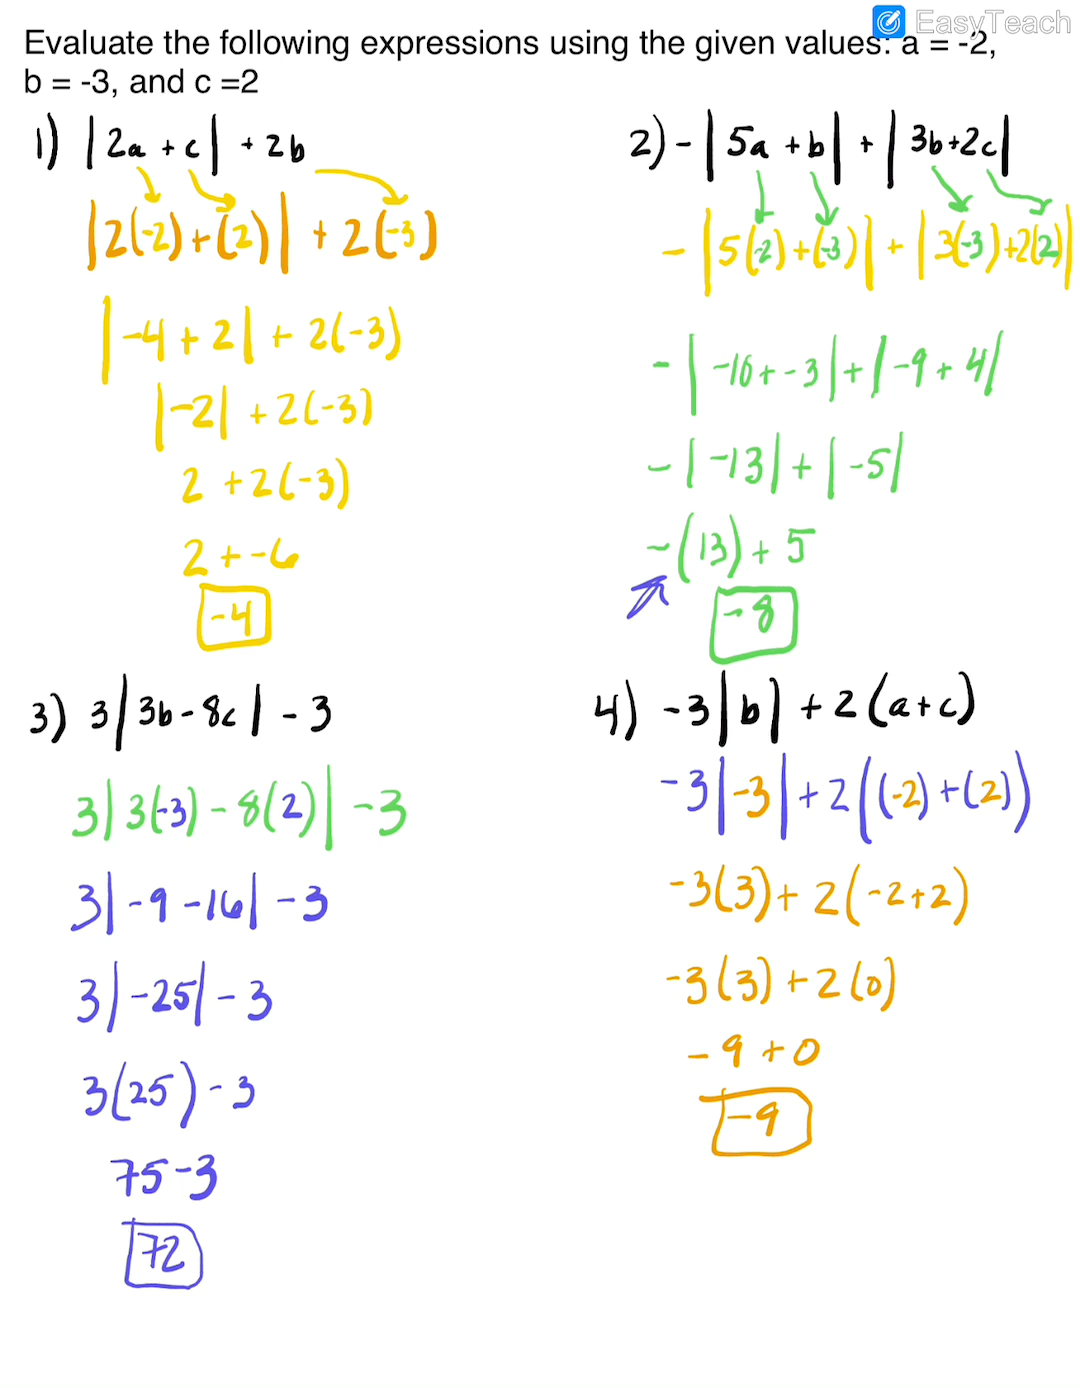 EasyTeach
Evaluate the following expressions using the given values: a = -2,
b = -3, and c =2
1) |2a + c| + 2b
|2(-2) + (2)| + 2(-3)
|-4 + 2| + 2(-3)
|-2| + 2(-3)
2 + 2(-3)
2 + -6
-4
2) - |5a + b| + |3b+2c|
- |5(-2) + (-3)| + |3(-3)+2(2)|
- |-10 + -3| + |-9 + 4|
- |-13| + |-5|
-(13) + 5
-8
3) 3|3b - 8c| - 3
3|3(-3) - 8(2)| - 3
3|-9 - 16| - 3
3|-25| - 3
3(25) - 3
75 - 3
72
4) -3|b| + 2(a+c)
-3|-3| + 2((-2) + (2))
-3(3) + 2(-2+2)
-3(3) + 2(0)
-9 + 0
-9